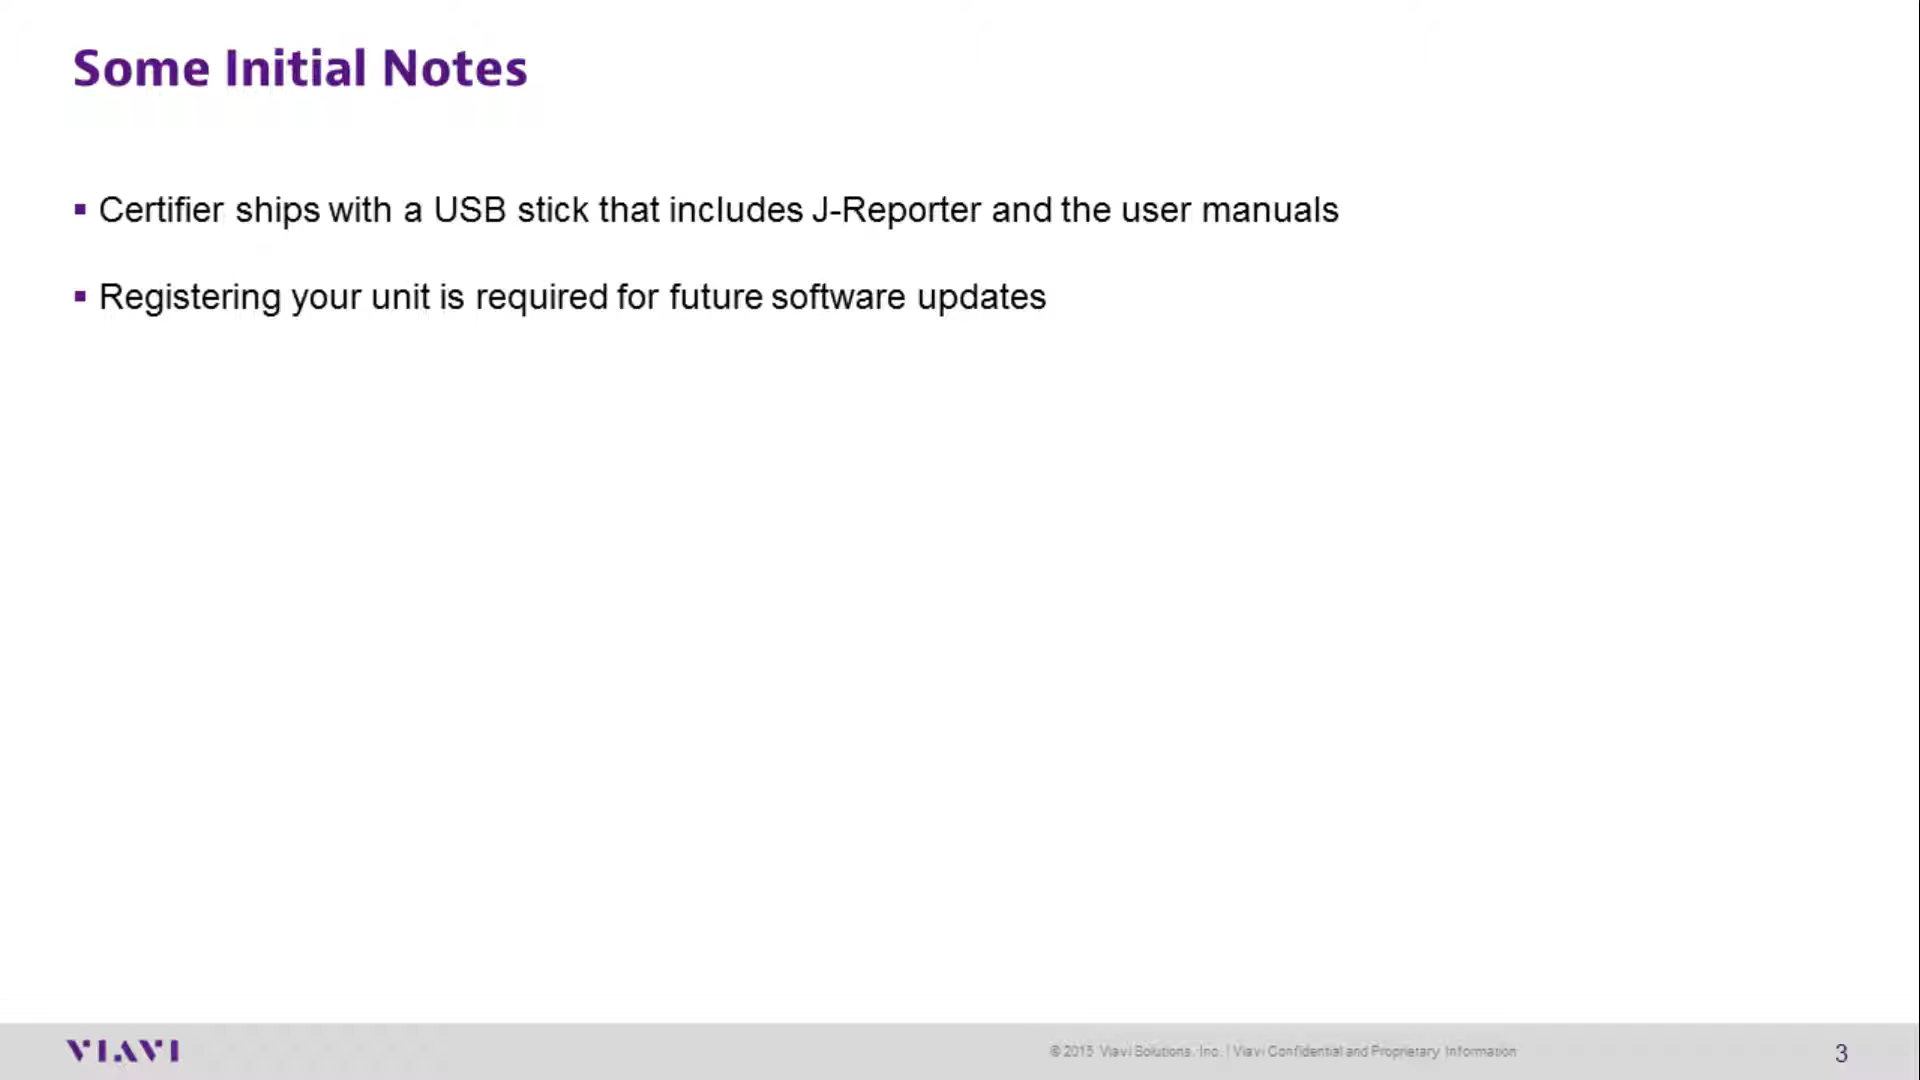 Some Initial Notes
▪ Certifier ships with a USB stick that includes J-Reporter and the user manuals
▪ Registering your unit is required for future software updates
VIAVI
© 2015 Viavi Solutions, Inc. | Viavi Confidential and Proprietary Information
3